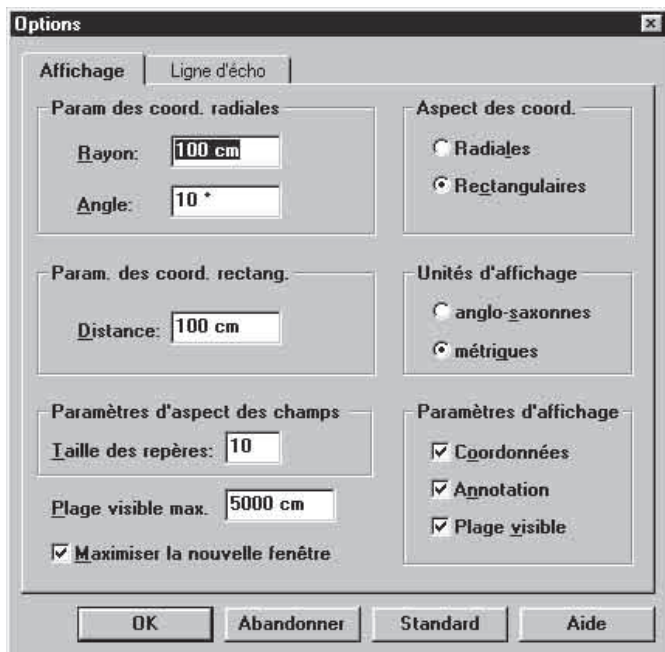 Options
Affichage
Ligne d'écho
Param des coord. radiales
Rayon: 100 cm
Angle: 10 °
Aspect des coord.
Radiales
Rectangulaires
Param. des coord. rectang.
Distance: 100 cm
Unités d'affichage
anglo-saxonnes
métriques
Paramètres d'aspect des champs
Taille des repères: 10
Plage visible max. 5000 cm
Maximiser la nouvelle fenêtre
Paramètres d'affichage
Coordonnées
Annotation
Plage visible
OK
Abandonner
Standard
Aide